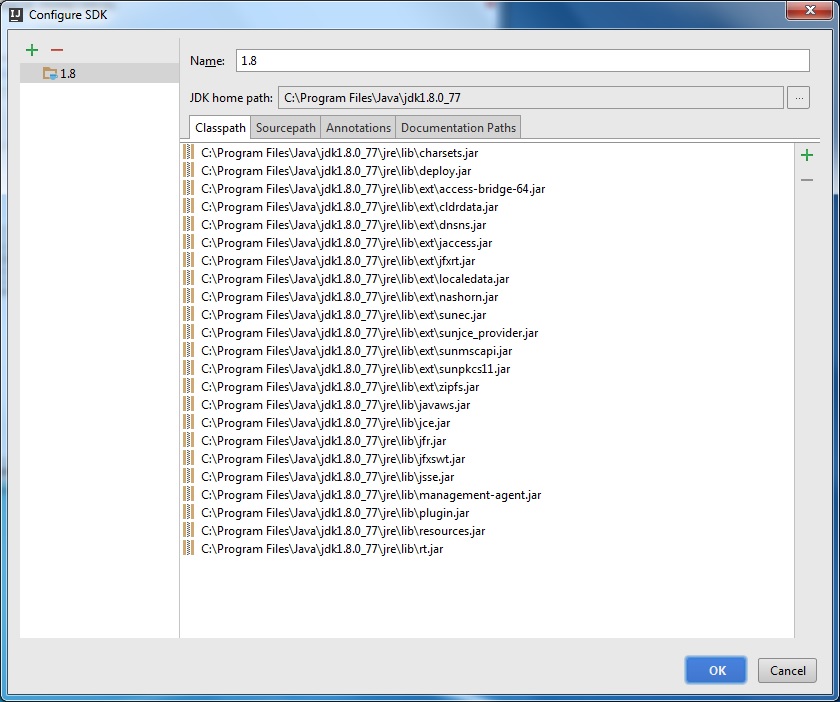 Configure SDK
1.8
Name: 1.8
JDK home path: C:\Program Files\Java\jdk1.8.0_77 ...
Classpath Sourcepath Annotations Documentation Paths
C:\Program Files\Java\jdk1.8.0_77\jre\lib\charsets.jar
C:\Program Files\Java\jdk1.8.0_77\jre\lib\deploy.jar
C:\Program Files\Java\jdk1.8.0_77\jre\lib\ext\access-bridge-64.jar
C:\Program Files\Java\jdk1.8.0_77\jre\lib\ext\cldrdata.jar
C:\Program Files\Java\jdk1.8.0_77\jre\lib\ext\dnsns.jar
C:\Program Files\Java\jdk1.8.0_77\jre\lib\ext\jaccess.jar
C:\Program Files\Java\jdk1.8.0_77\jre\lib\ext\jfxrt.jar
C:\Program Files\Java\jdk1.8.0_77\jre\lib\ext\localedata.jar
C:\Program Files\Java\jdk1.8.0_77\jre\lib\ext\nashorn.jar
C:\Program Files\Java\jdk1.8.0_77\jre\lib\ext\sunec.jar
C:\Program Files\Java\jdk1.8.0_77\jre\lib\ext\sunjce_provider.jar
C:\Program Files\Java\jdk1.8.0_77\jre\lib\ext\sunmscapi.jar
C:\Program Files\Java\jdk1.8.0_77\jre\lib\ext\sunpkcs11.jar
C:\Program Files\Java\jdk1.8.0_77\jre\lib\ext\zipfs.jar
C:\Program Files\Java\jdk1.8.0_77\jre\lib\javaws.jar
C:\Program Files\Java\jdk1.8.0_77\jre\lib\jce.jar
C:\Program Files\Java\jdk1.8.0_77\jre\lib\jfr.jar
C:\Program Files\Java\jdk1.8.0_77\jre\lib\jfxswt.jar
C:\Program Files\Java\jdk1.8.0_77\jre\lib\jsse.jar
C:\Program Files\Java\jdk1.8.0_77\jre\lib\management-agent.jar
C:\Program Files\Java\jdk1.8.0_77\jre\lib\plugin.jar
C:\Program Files\Java\jdk1.8.0_77\jre\lib\resources.jar
C:\Program Files\Java\jdk1.8.0_77\jre\lib\rt.jar
OK Cancel